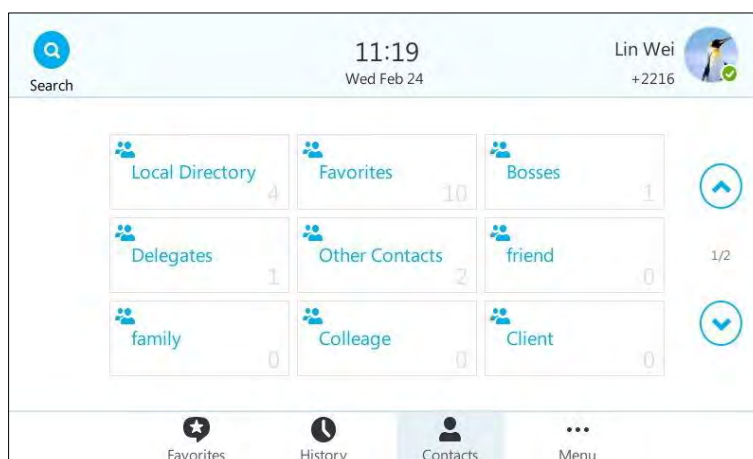 11:19
Lin Wei
Search
Wed Feb 24
+2216
Local Directory
4
Favorites
10
Bosses
1
Delegates
1
Other Contacts
2
friend
0
1/2
family
0
Colleage
0
Client
0
Favorites
History
Contacts
Menu